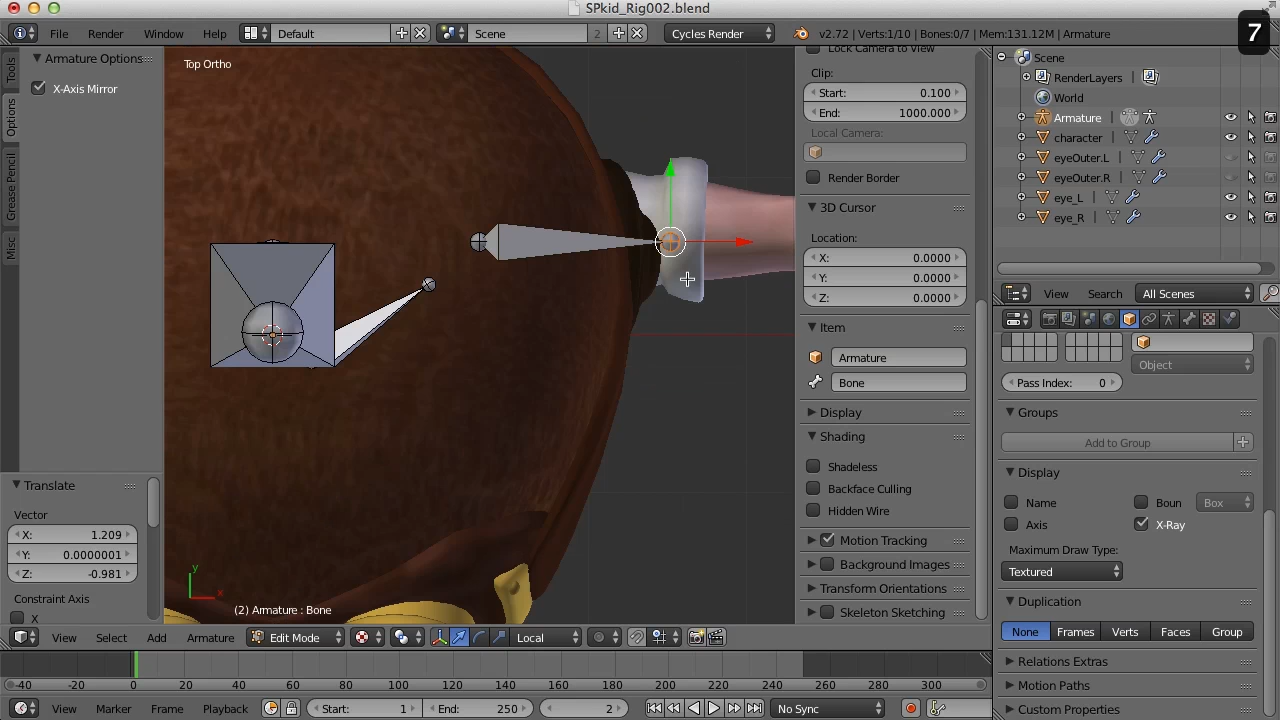 SPkid_Rig002.blend
7
File Render Window Help Default Scene 2 Cycles Render v2.72 | Verts:1/10 | Bones:0/7 | Mem:131.12M | Armature
Tools
Options
Grease Pencil
Misc
Armature Options
X-Axis Mirror
Translate
Vector
X: 1.209
Y: 0.0000001
Z: -0.981
Constraint Axis
X
Top Ortho
y
x
(2) Armature : Bone
Lock Camera to View
Clip:
Start: 0.100
End: 1000.000
Local Camera:
Render Border
3D Cursor
Location:
X: 0.0000
Y: 0.0000
Z: 0.0000
Item
Armature
Bone
Display
Shading
Shadeless
Backface Culling
Hidden Wire
Motion Tracking
Background Images
Transform Orientations
Skeleton Sketching
Scene
RenderLayers
World
Armature
character
eyeOuter.L
eyeOuter.R
eye_L
eye_R
View Search All Scenes
Object
Pass Index: 0
Groups
Add to Group
Display
Name Boun Box
Axis X-Ray
Maximum Draw Type:
Textured
Duplication
None Frames Verts Faces Group
Relations Extras
Motion Paths
Custom Properties
View Select Add Armature Edit Mode Local
-40 -20 0 20 40 60 80 100 120 140 160 180 200 220 240 260 280 300
View Marker Frame Playback Start: 1 End: 250 2 No Sync